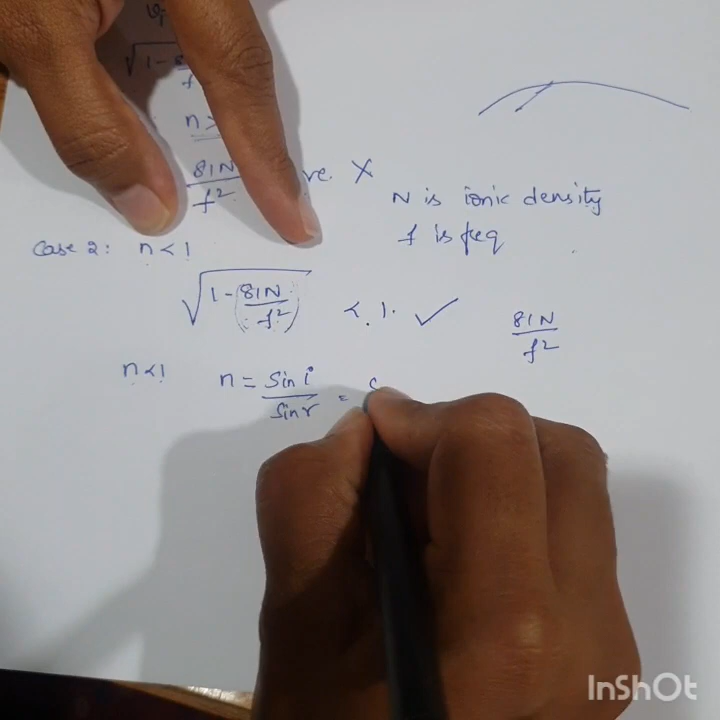 √1-
f
n>
81N
f² ve. X
N is ionic density
f is freq
Case 2: n<1
√1-(81N/f²) <.1. ✓
81N
f²
n<1 n = Sin i / Sin r =
InShOt